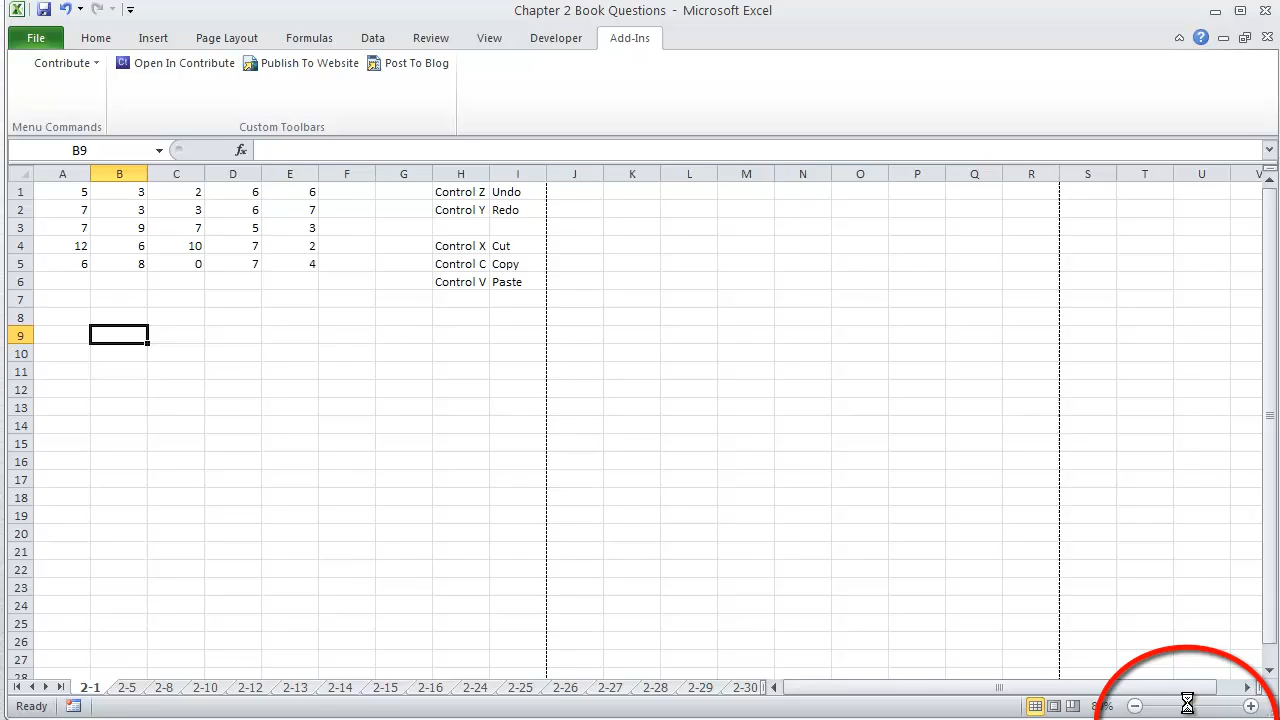 Chapter 2 Book Questions - Microsoft Excel
File Home Insert Page Layout Formulas Data Review View Developer Add-Ins
Contribute Open In Contribute Publish To Website Post To Blog
Menu Commands Custom Toolbars
B9 fx
A B C D E F G H I J K L M N O P Q R S T U V
1 5 3 2 6 6 Control Z Undo
2 7 3 3 6 7 Control Y Redo
3 7 9 7 5 3
4 12 6 10 7 2 Control X Cut
5 6 8 0 7 4 Control C Copy
6 Control V Paste
7
8
9
10
11
12
13
14
15
16
17
18
19
20
21
22
23
24
25
26
27
28
2-1 2-5 2-8 2-10 2-12 2-13 2-14 2-15 2-16 2-24 2-25 2-26 2-27 2-28 2-29 2-30
Ready